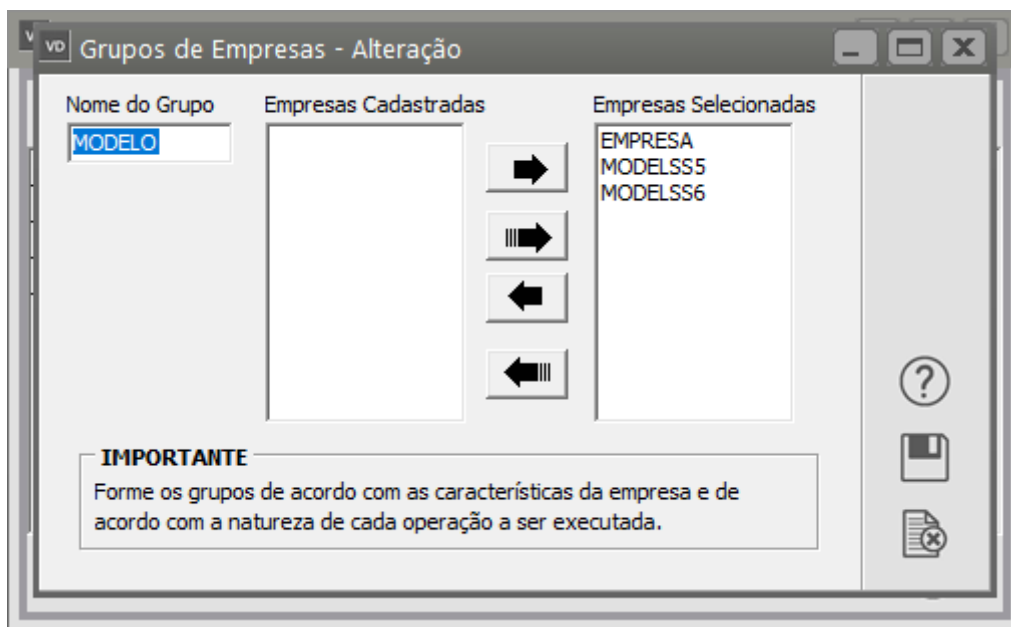 VD Grupos de Empresas - Alteração
Nome do Grupo
MODELO
Empresas Cadastradas
Empresas Selecionadas
EMPRESA
MODELSS5
MODELSS6
IMPORTANTE
Forme os grupos de acordo com as características da empresa e de
acordo com a natureza de cada operação a ser executada.